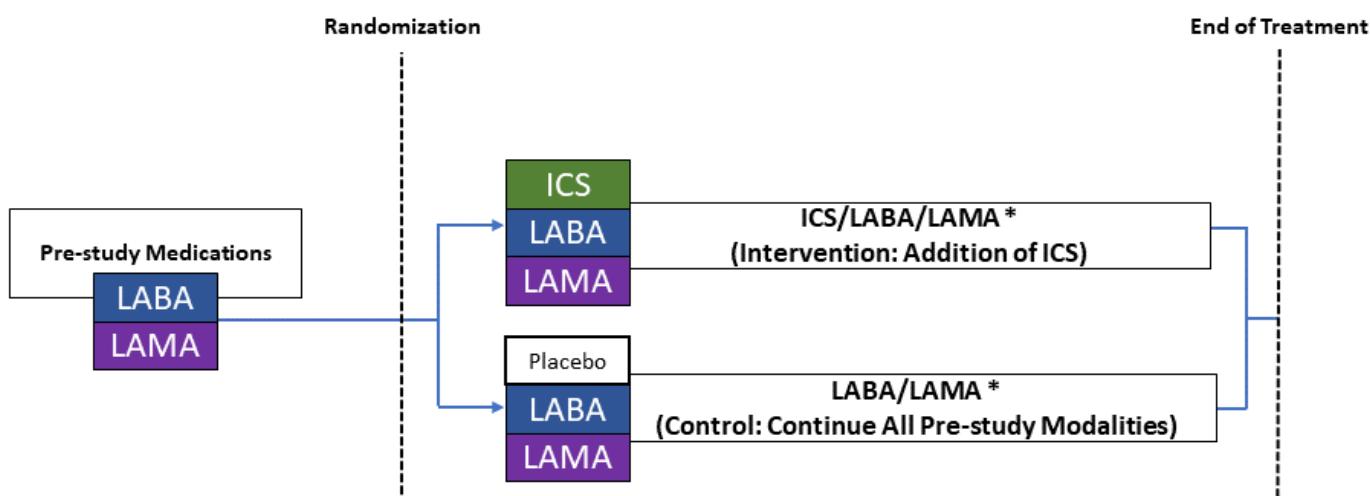 Randomization
End of Treatment
Pre-study Medications
LABA
LAMA
ICS
LABA
LAMA
ICS/LABA/LAMA *
(Intervention: Addition of ICS)
Placebo
LABA
LAMA
LABA/LAMA *
(Control: Continue All Pre-study Modalities)